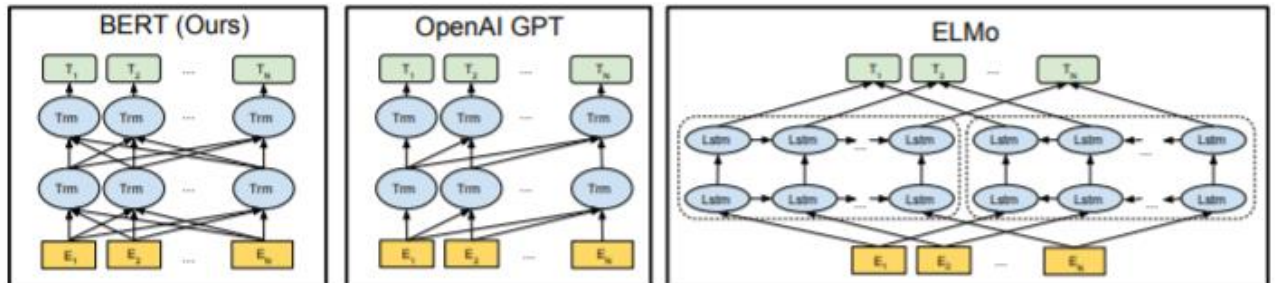 BERT (Ours)
T1 T2 ... TN
Trm Trm ... Trm
Trm Trm ... Trm
E1 E2 ... EN
OpenAI GPT
T1 T2 ... TN
Trm Trm ... Trm
Trm Trm ... Trm
E1 E2 ... EN
ELMo
T1 T2 ... TN
Lstm Lstm ... Lstm Lstm Lstm ... Lstm
Lstm Lstm ... Lstm Lstm Lstm ... Lstm
E1 E2 ... EN